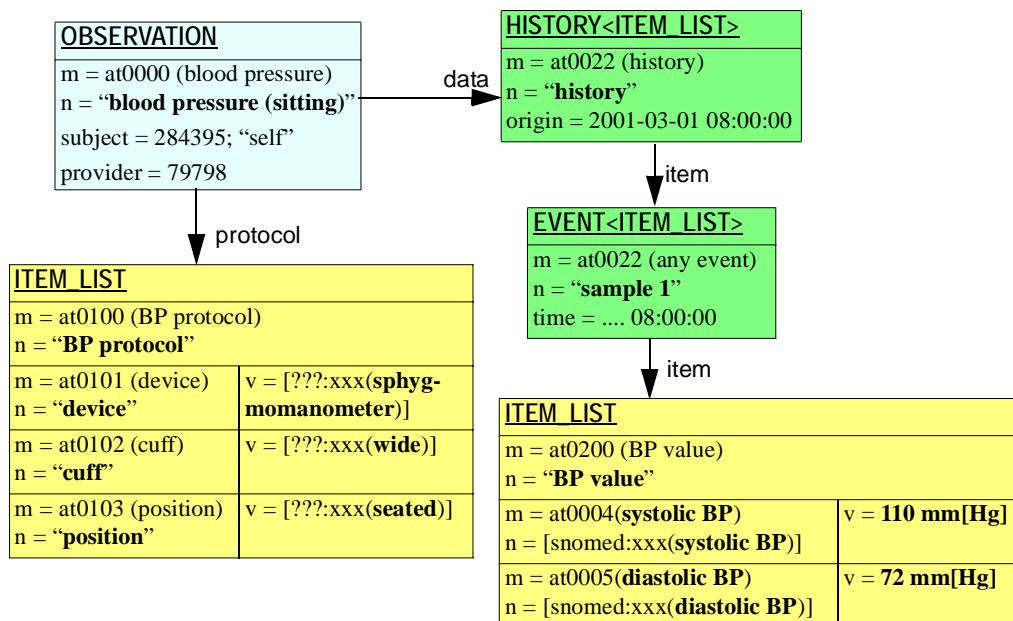 OBSERVATION
m = at0000 (blood pressure)
n = “blood pressure (sitting)”
subject = 284395; “self”
provider = 79798
data
HISTORY<ITEM_LIST>
m = at0022 (history)
n = “history”
origin = 2001-03-01 08:00:00
item
EVENT<ITEM_LIST>
m = at0022 (any event)
n = “sample 1”
time = .... 08:00:00
item
protocol
ITEM_LIST
m = at0100 (BP protocol)
n = “BP protocol”
m = at0101 (device)
n = “device”
v = [???:xxx(sphyg-
momanometer)]
m = at0102 (cuff)
n = “cuff”
v = [???:xxx(wide)]
m = at0103 (position)
n = “position”
v = [???:xxx(seated)]
ITEM_LIST
m = at0200 (BP value)
n = “BP value”
m = at0004(systolic BP)
n = [snomed:xxx(systolic BP)]
v = 110 mm[Hg]
m = at0005(diastolic BP)
n = [snomed:xxx(diastolic BP)]
v = 72 mm[Hg]